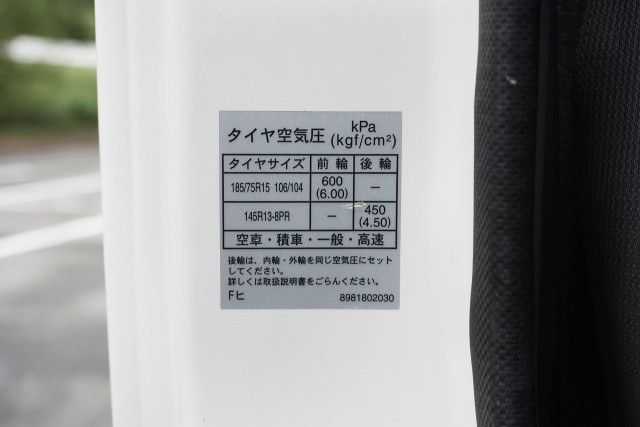 タイヤ空気圧 kPa (kgf/cm²)
タイヤサイズ 前輪 後輪
185/75R15 106/104 600 (6.00) —
145R13-8PR — 450 (4.50)
空車・積車・一般・高速
後輪は、内輪・外輪を同じ空気圧にセット
してください。
詳しくは取扱説明書をごらんください。
Fヒ 8981802030